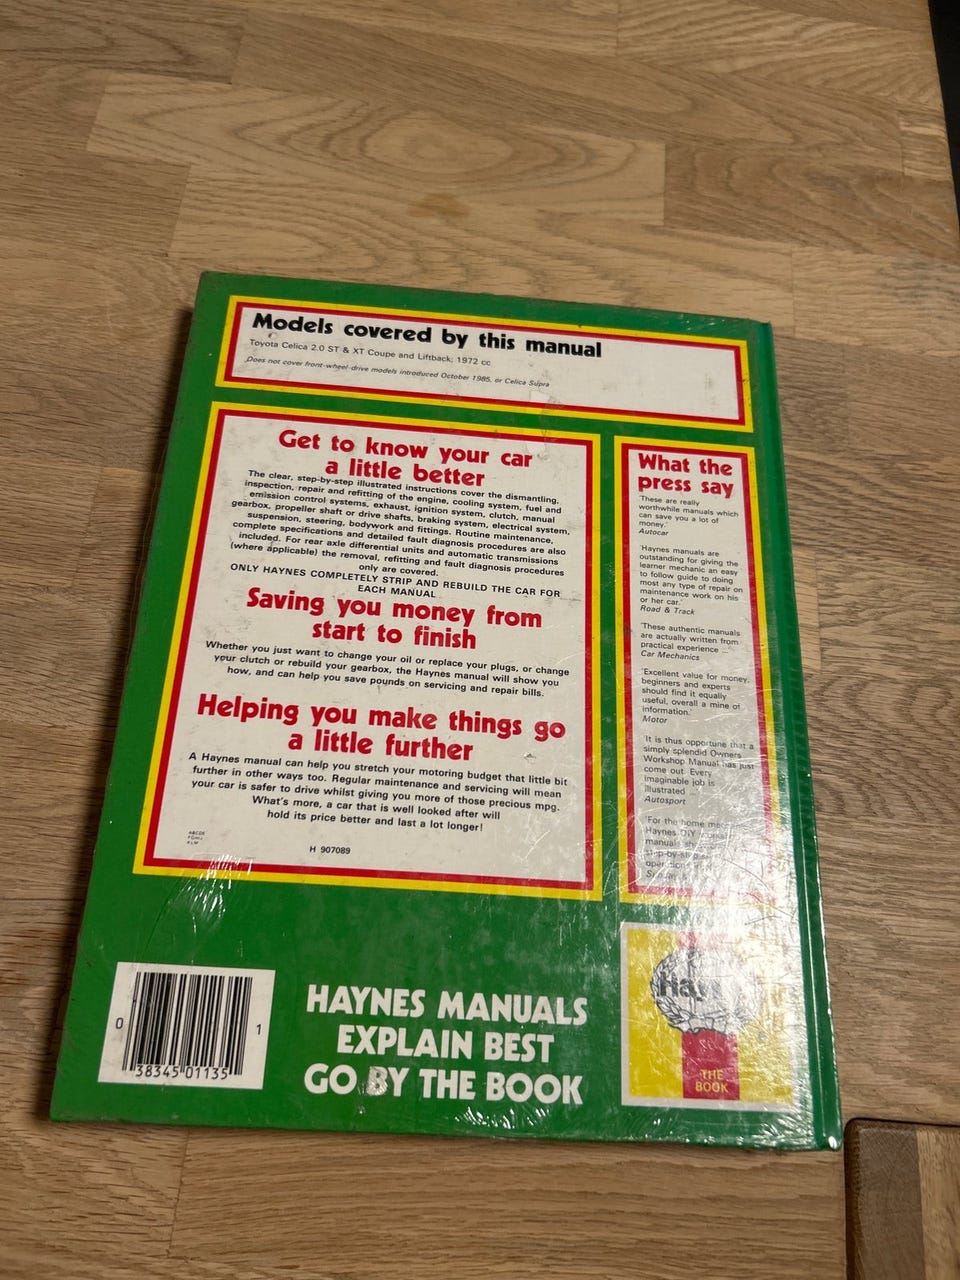 Models covered by this manual
Toyota Celica 2.0 ST & XT Coupe and Liftback; 1972 cc
Does not cover front-wheel-drive models introduced October 1985, or Celica Supra
Get to know your car
a little better
The clear, step-by-step illustrated instructions cover the dismantling,
inspection, repair and refitting of the engine, cooling system, fuel and
emission control systems, exhaust, ignition system, clutch, manual
gearbox, propeller shaft or drive shafts, braking system, electrical system,
suspension, steering, bodywork and fittings. Routine maintenance,
complete specifications and detailed fault diagnosis procedures are also
included. For rear axle differential units and automatic transmissions
(where applicable) the removal, refitting and fault diagnosis procedures
only are covered.
ONLY HAYNES COMPLETELY STRIP AND REBUILD THE CAR FOR
EACH MANUAL
Saving you money from
start to finish
Whether you just want to change your oil or replace your plugs, or change
your clutch or rebuild your gearbox, the Haynes manual will show you
how, and can help you save pounds on servicing and repair bills.
Helping you make things go
a little further
A Haynes manual can help you stretch your motoring budget that little bit
further in other ways too. Regular maintenance and servicing will mean
your car is safer to drive whilst giving you more of those precious mpg.
What's more, a car that is well looked after will
hold its price better and last a lot longer!
ABCDE
H 907089
What the
press say
'These are really
worthwhile manuals which
can save you a lot of
money.'
Autocar
'Haynes manuals are
outstanding for giving the
learner mechanic an easy
to follow guide to doing
most any type of repair on
maintenance work on his
or her car.'
Road & Track
'These authentic manuals
are actually written from
practical experience ...'
Car Mechanics
'Excellent value for money,
beginners and experts
should find it equally
useful, overall a mine of
information.'
Motor
'It is thus opportune that a
simply splendid Owners
Workshop Manual has just
come out. Every
imaginable job is
illustrated
Autosport
'For the home
Haynes DIY
manual
step-by-step
0 38345 01135 1
HAYNES MANUALS
EXPLAIN BEST
GO BY THE BOOK
THE
BOOK